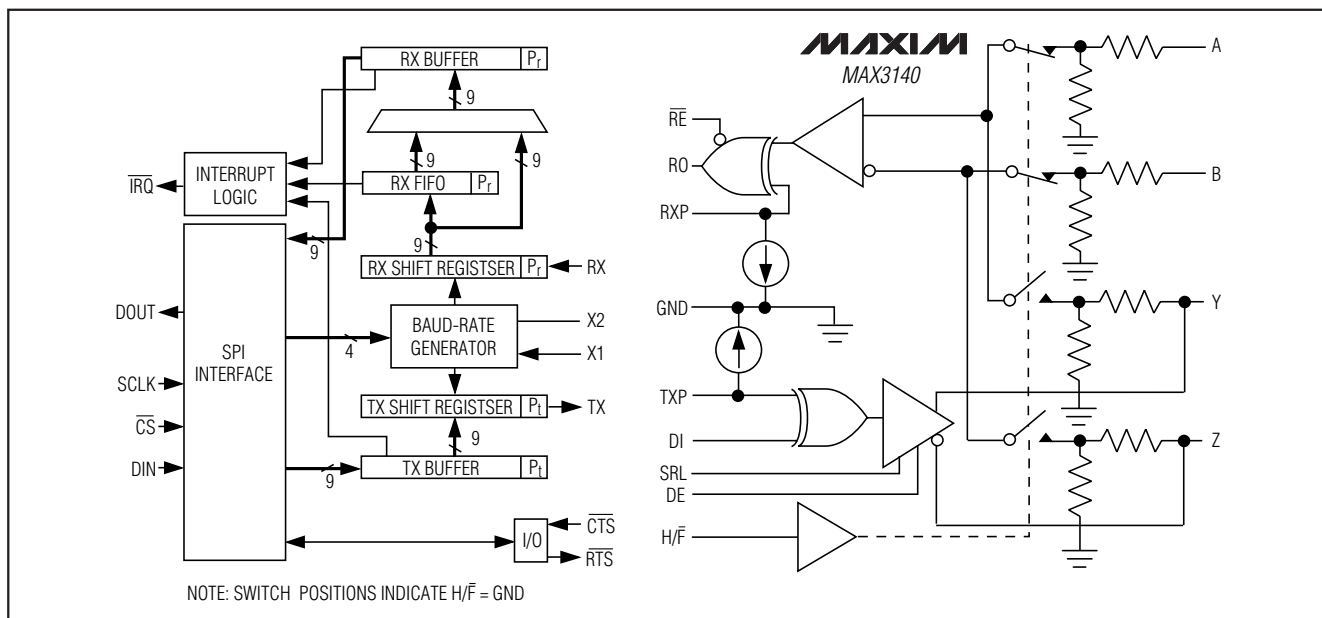 RX BUFFER Pr
9
9
9
INTERRUPT
LOGIC
IRQ
RX FIFO Pr
9
9
RX SHIFT REGISTSER Pr
RX
DOUT
SPI
INTERFACE
4
BAUD-RATE
GENERATOR
X2
X1
SCLK
TX SHIFT REGISTSER Pt
TX
CS
9
DIN
9
TX BUFFER Pt
I/O
CTS
RTS
NOTE: SWITCH POSITIONS INDICATE H/F̅ = GND
MAXIM
MAX3140
A
RE
RO
B
RXP
GND
Y
TXP
DI
Z
SRL
DE
H/F̅